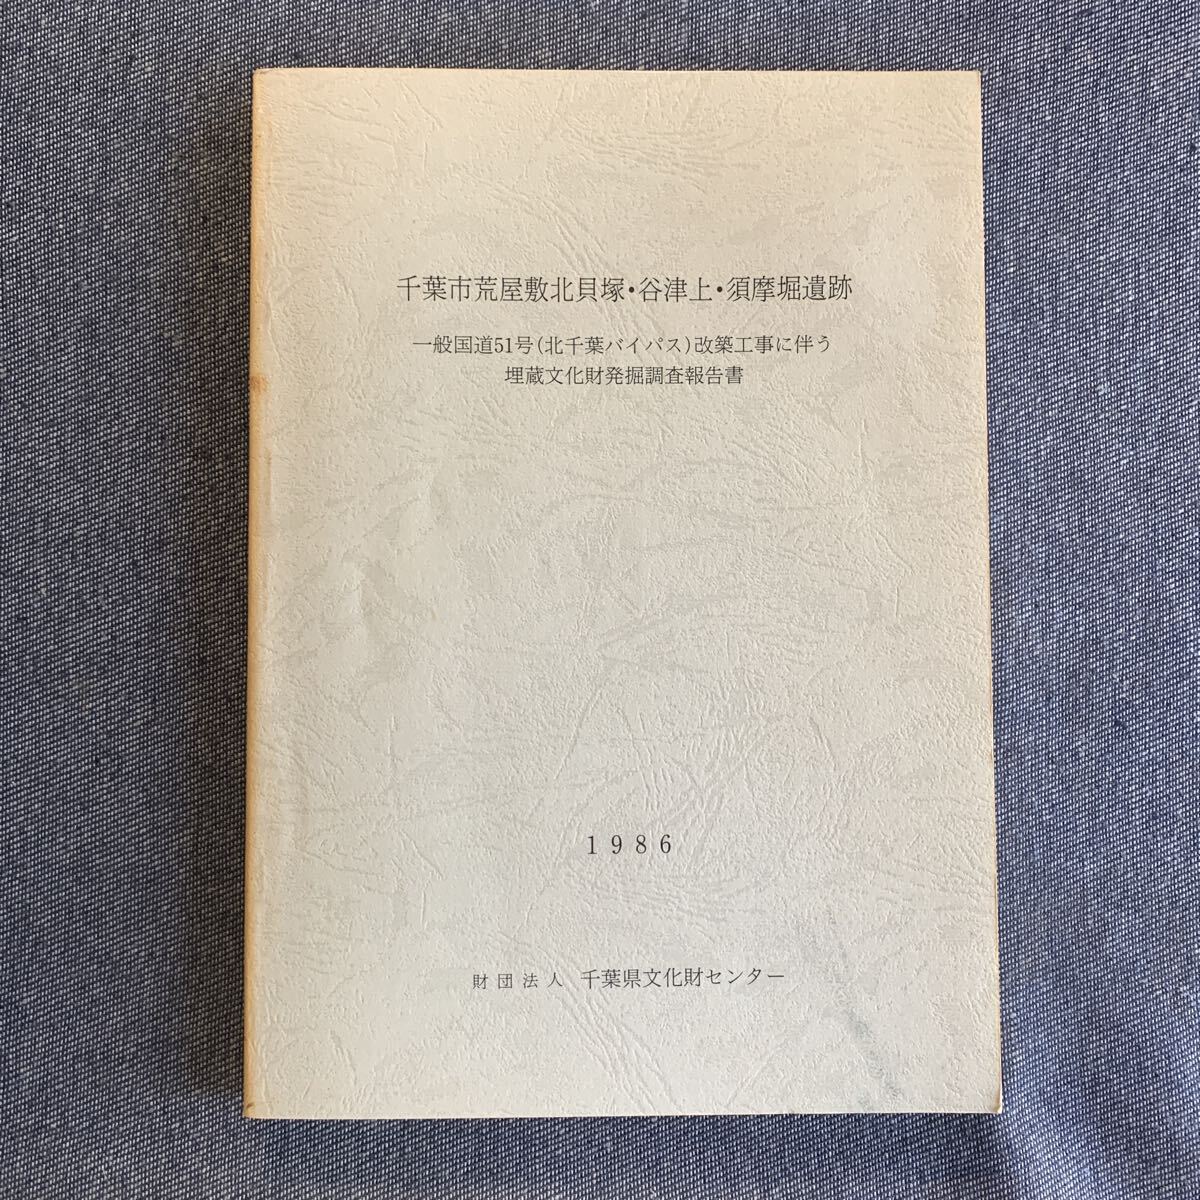 千葉市荒屋敷北貝塚・谷津上・須摩堀遺跡
一般国道51号(北千葉バイパス)改築工事に伴う
埋蔵文化財発掘調査報告書
1986
財団法人 千葉県文化財センター